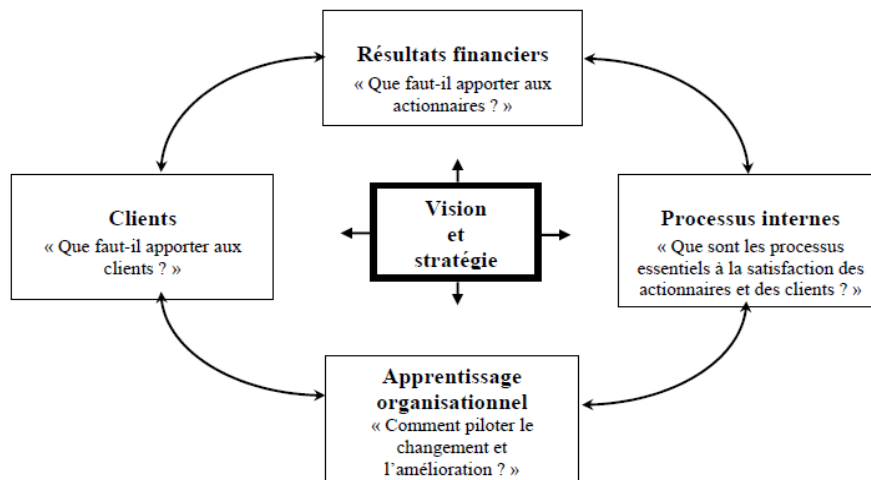 Résultats financiers
« Que faut-il apporter aux
actionnaires ? »
Clients
« Que faut-il apporter aux
clients ? »
Vision
et
stratégie
Processus internes
« Que sont les processus
essentiels à la satisfaction des
actionnaires et des clients ? »
Apprentissage
organisationnel
« Comment piloter le
changement et
l'amélioration ? »